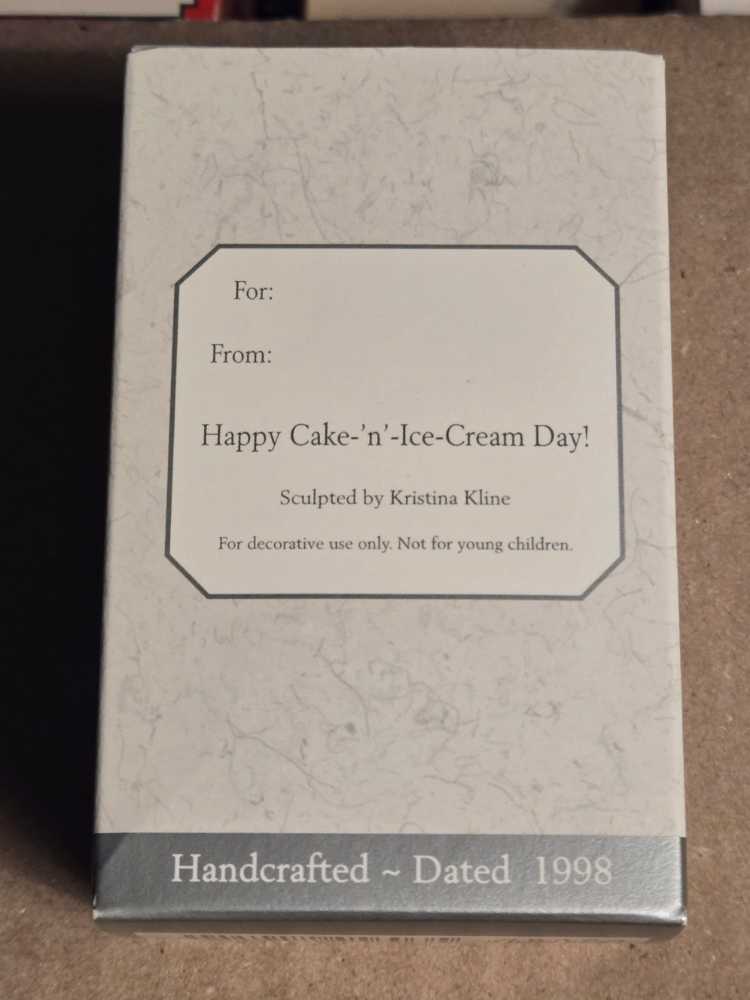 For:
From:
Happy Cake-’n’-Ice-Cream Day!
Sculpted by Kristina Kline
For decorative use only. Not for young children.
Handcrafted ~ Dated 1998